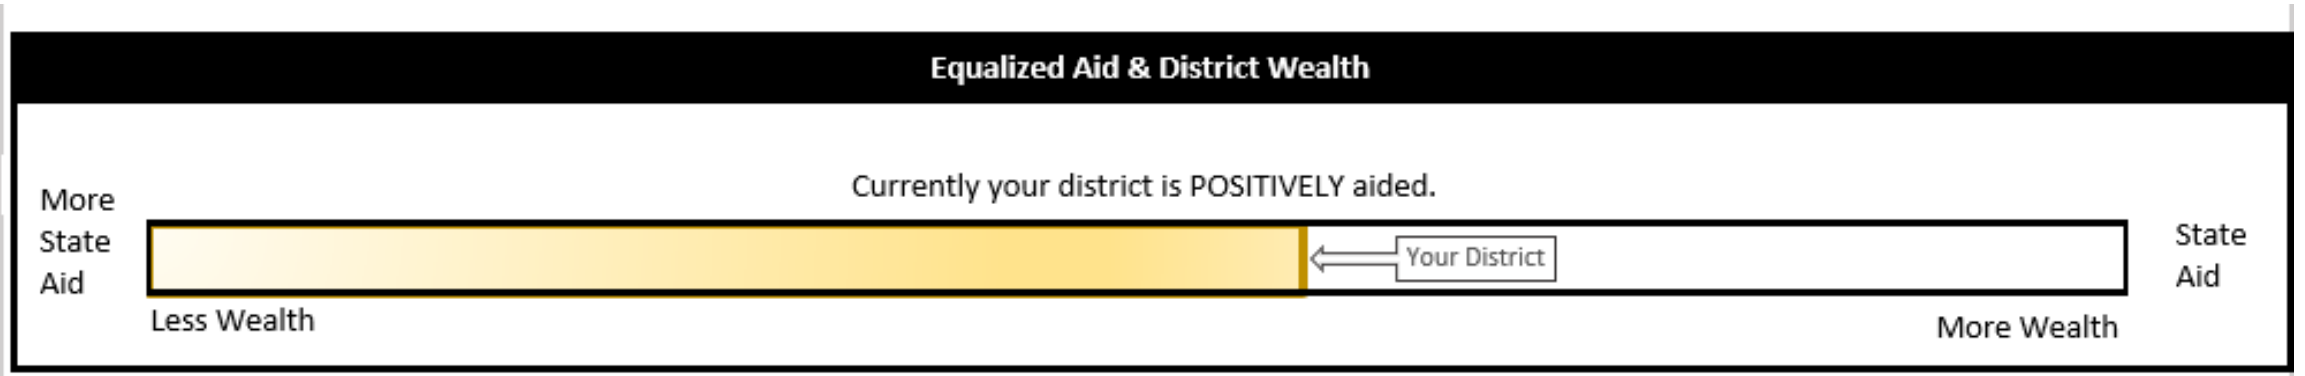 Equalized Aid & District Wealth
Currently your district is POSITIVELY aided.
More
State
Aid
Your District
State
Aid
Less Wealth
More Wealth